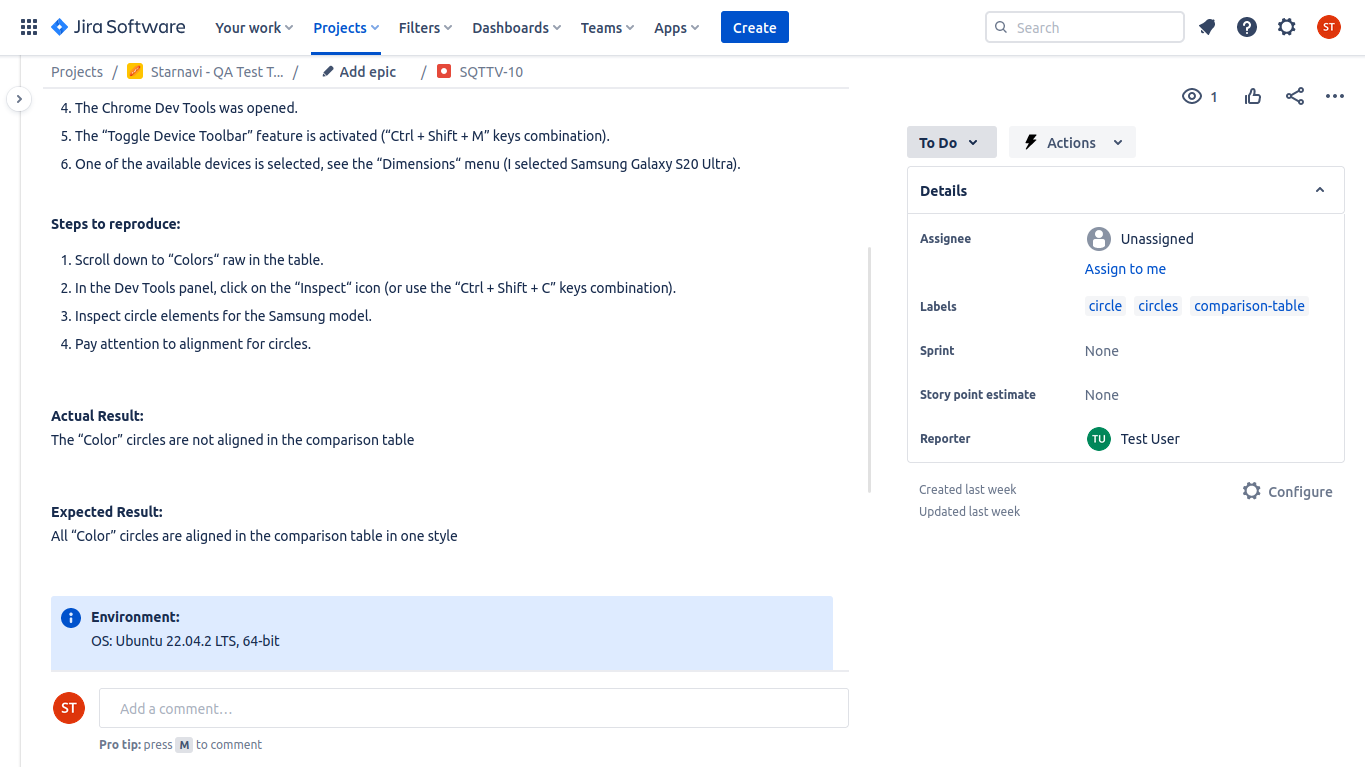 Jira Software
Your work
Projects
Filters
Dashboards
Teams
Apps
Create
Search
ST
Projects / Starnavi - QA Test T... / Add epic / SQTTV-10
1
4. The Chrome Dev Tools was opened.
5. The “Toggle Device Toolbar” feature is activated (“Ctrl + Shift + M” keys combination).
6. One of the available devices is selected, see the “Dimensions“ menu (I selected Samsung Galaxy S20 Ultra).
Steps to reproduce:
1. Scroll down to “Colors“ raw in the table.
2. In the Dev Tools panel, click on the “Inspect“ icon (or use the “Ctrl + Shift + C” keys combination).
3. Inspect circle elements for the Samsung model.
4. Pay attention to alignment for circles.
Actual Result:
The “Color” circles are not aligned in the comparison table
Expected Result:
All “Color” circles are aligned in the comparison table in one style
Environment:
OS: Ubuntu 22.04.2 LTS, 64-bit
ST
Add a comment…
Pro tip: press M to comment
To Do
Actions
Details
Assignee
Unassigned
Assign to me
Labels
circle circles comparison-table
Sprint
None
Story point estimate
None
Reporter
TU Test User
Created last week
Updated last week
Configure